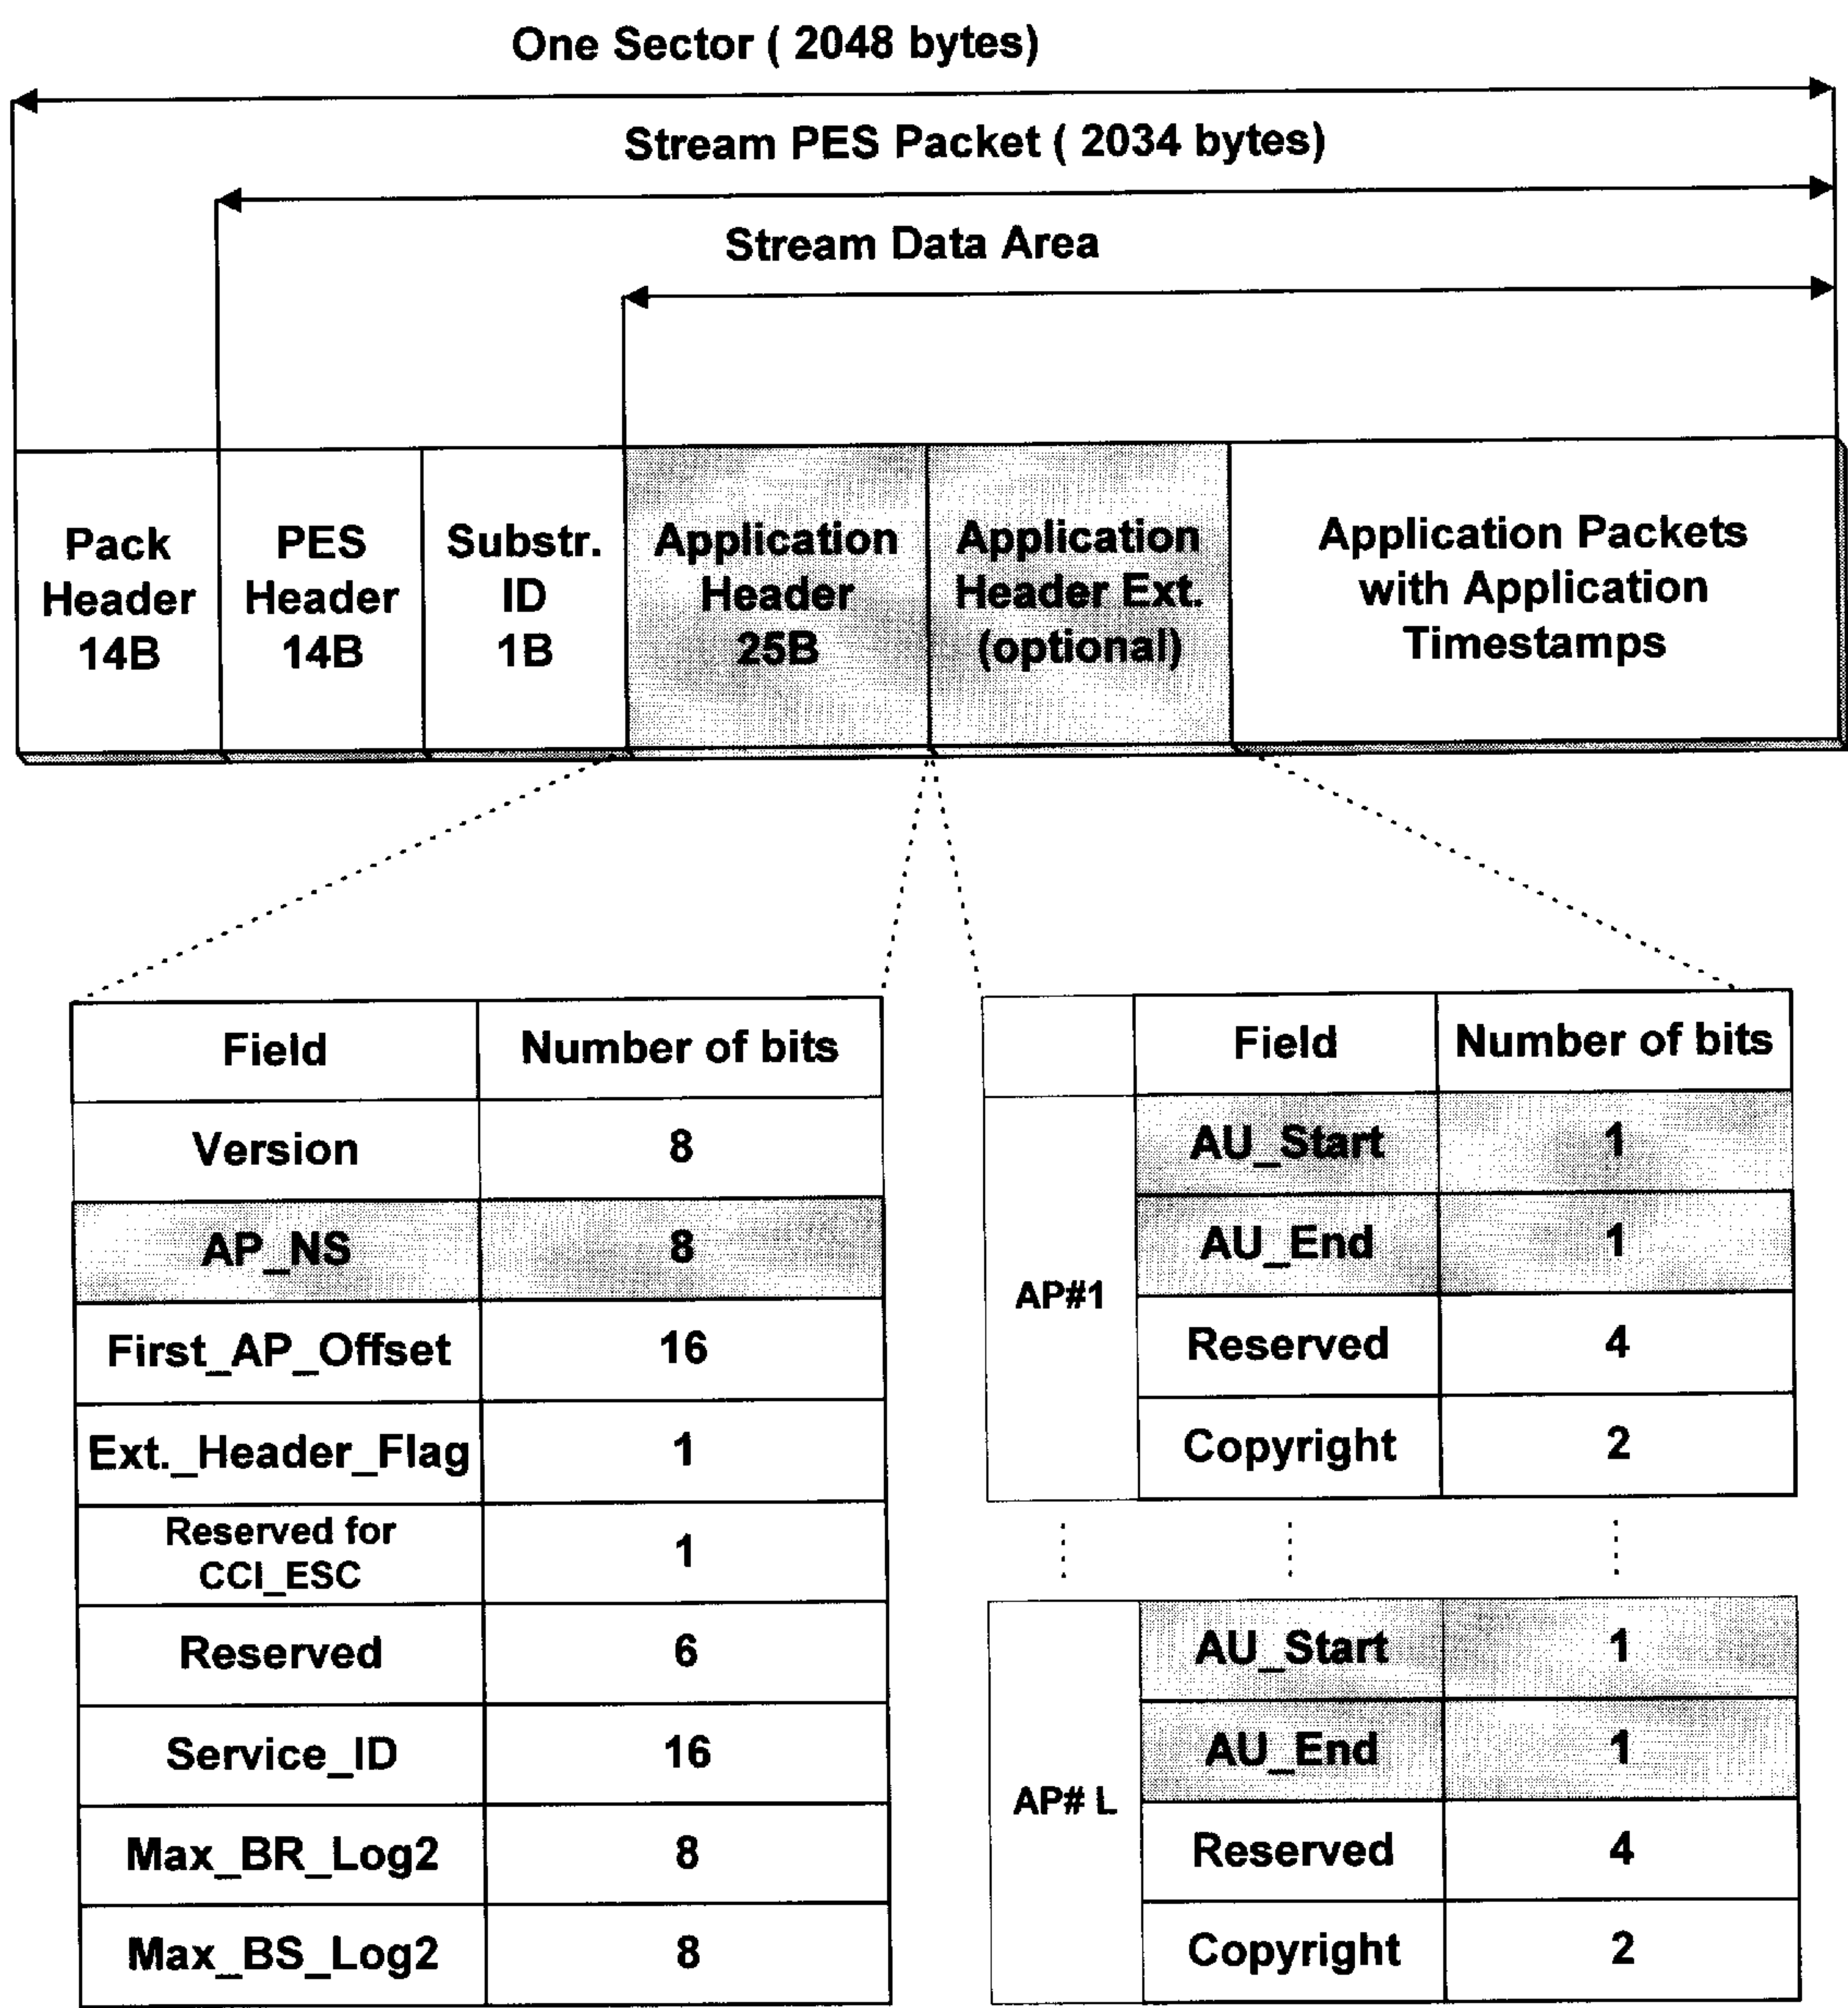 One Sector ( 2048 bytes)
Stream PES Packet ( 2034 bytes)
Stream Data Area
Pack
Header
14B
PES
Header
14B
Substr.
ID
1B
Application
Header
25B
Application
Header Ext.
(optional)
Application Packets
with Application
Timestamps
Field Number of bits
Version 8
AP_NS 8
First_AP_Offset 16
Ext._Header_Flag 1
Reserved for
CCI_ESC 1
Reserved 6
Service_ID 16
Max_BR_Log2 8
Max_BS_Log2 8
Field Number of bits
AP#1
AU_Start 1
AU_End 1
Reserved 4
Copyright 2
AP# L
AU_Start 1
AU_End 1
Reserved 4
Copyright 2